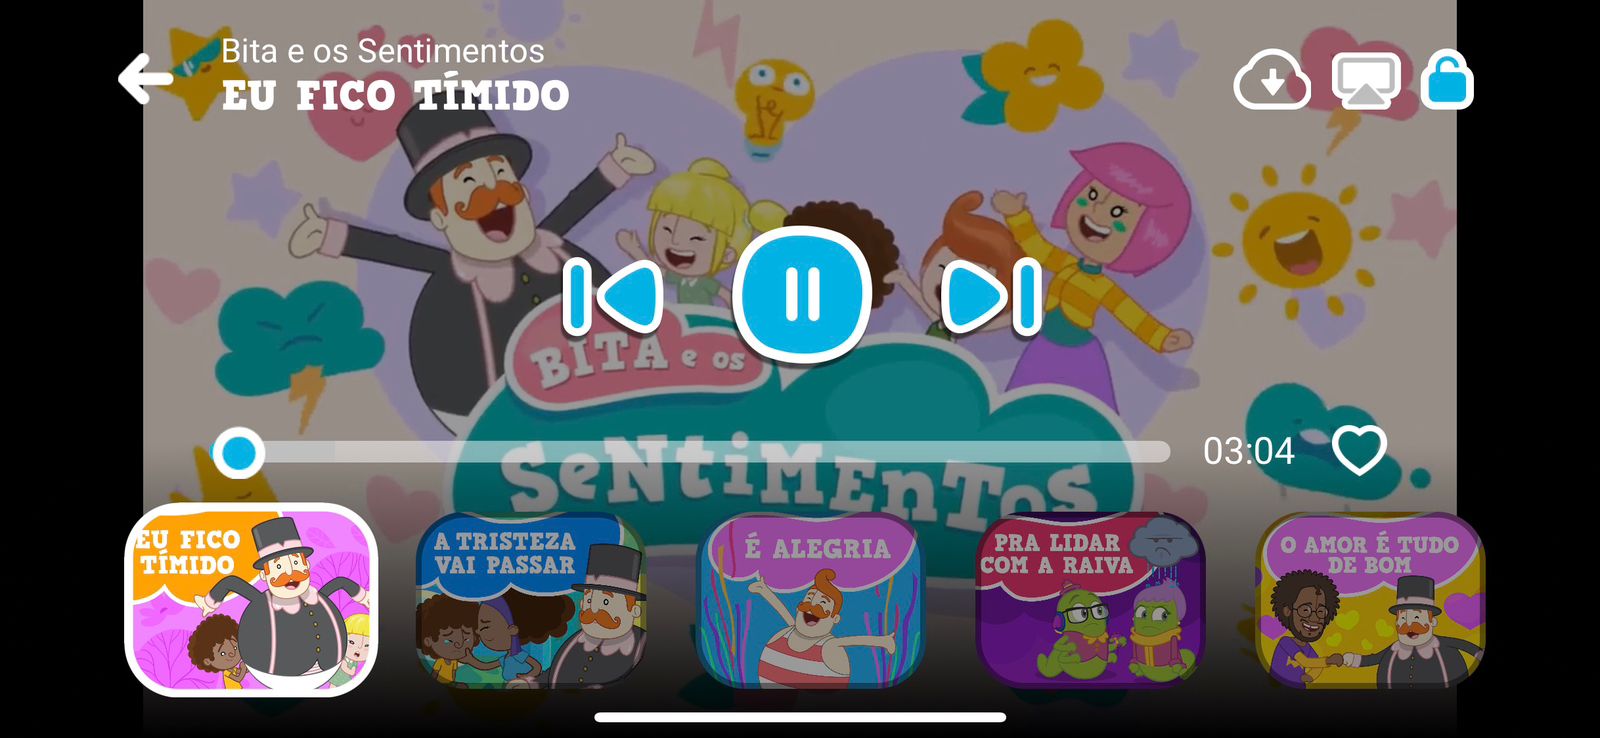 Bita e os Sentimentos
EU FICO TÍMIDO
BITA e os
SeNtiMEnTos
03:04
EU FICO
TÍMIDO
A TRISTEZA
VAI PASSAR
É ALEGRIA
PRA LIDAR
COM A RAIVA
O AMOR É TUDO
DE BOM